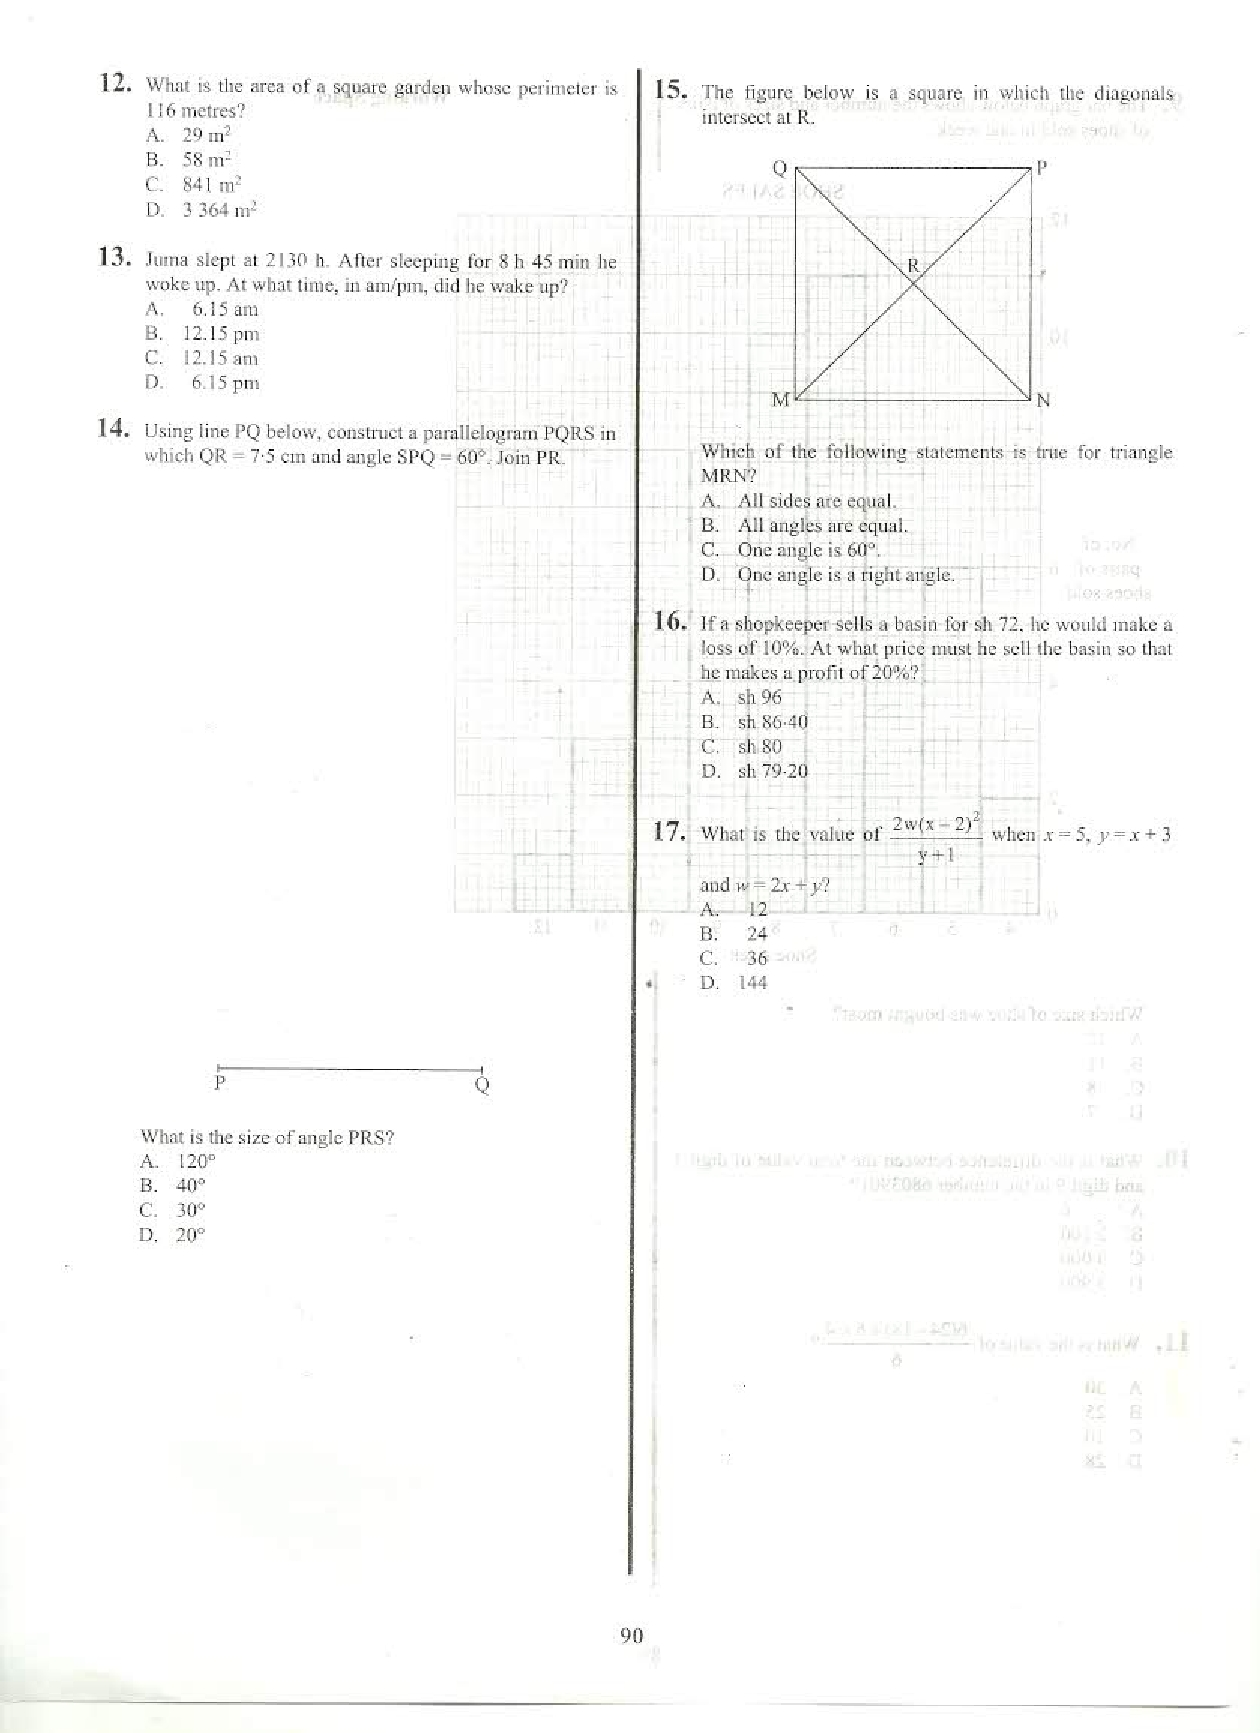 12. What is the area of a square garden whose perimeter is
116 metres?
A. 29 m²
B. 58 m²
C. 841 m²
D. 3 364 m²
13. Juma slept at 2130 h. After sleeping for 8 h 45 min he
woke up. At what time, in am/pm, did he wake up?
A. 6.15 am
B. 12.15 pm
C. 12.15 am
D. 6.15 pm
14. Using line PQ below, construct a parallelogram PQRS in
which QR = 7·5 cm and angle SPQ = 60°. Join PR.
P Q
What is the size of angle PRS?
A. 120°
B. 40°
C. 30°
D. 20°
15. The figure below is a square in which the diagonals
intersect at R.
Q P
R
M N
Which of the following statements is true for triangle
MRN?
A. All sides are equal.
B. All angles are equal.
C. One angle is 60°.
D. One angle is a right angle.
16. If a shopkeeper sells a basin for sh 72, he would make a
loss of 10%. At what price must he sell the basin so that
he makes a profit of 20%?
A. sh 96
B. sh 86·40
C. sh 80
D. sh 79·20
17. What is the value of 2w(x – 2)² / y + 1 when x = 5, y = x + 3
and w = 2x + y?
A. 12
B. 24
C. 36
D. 144
90